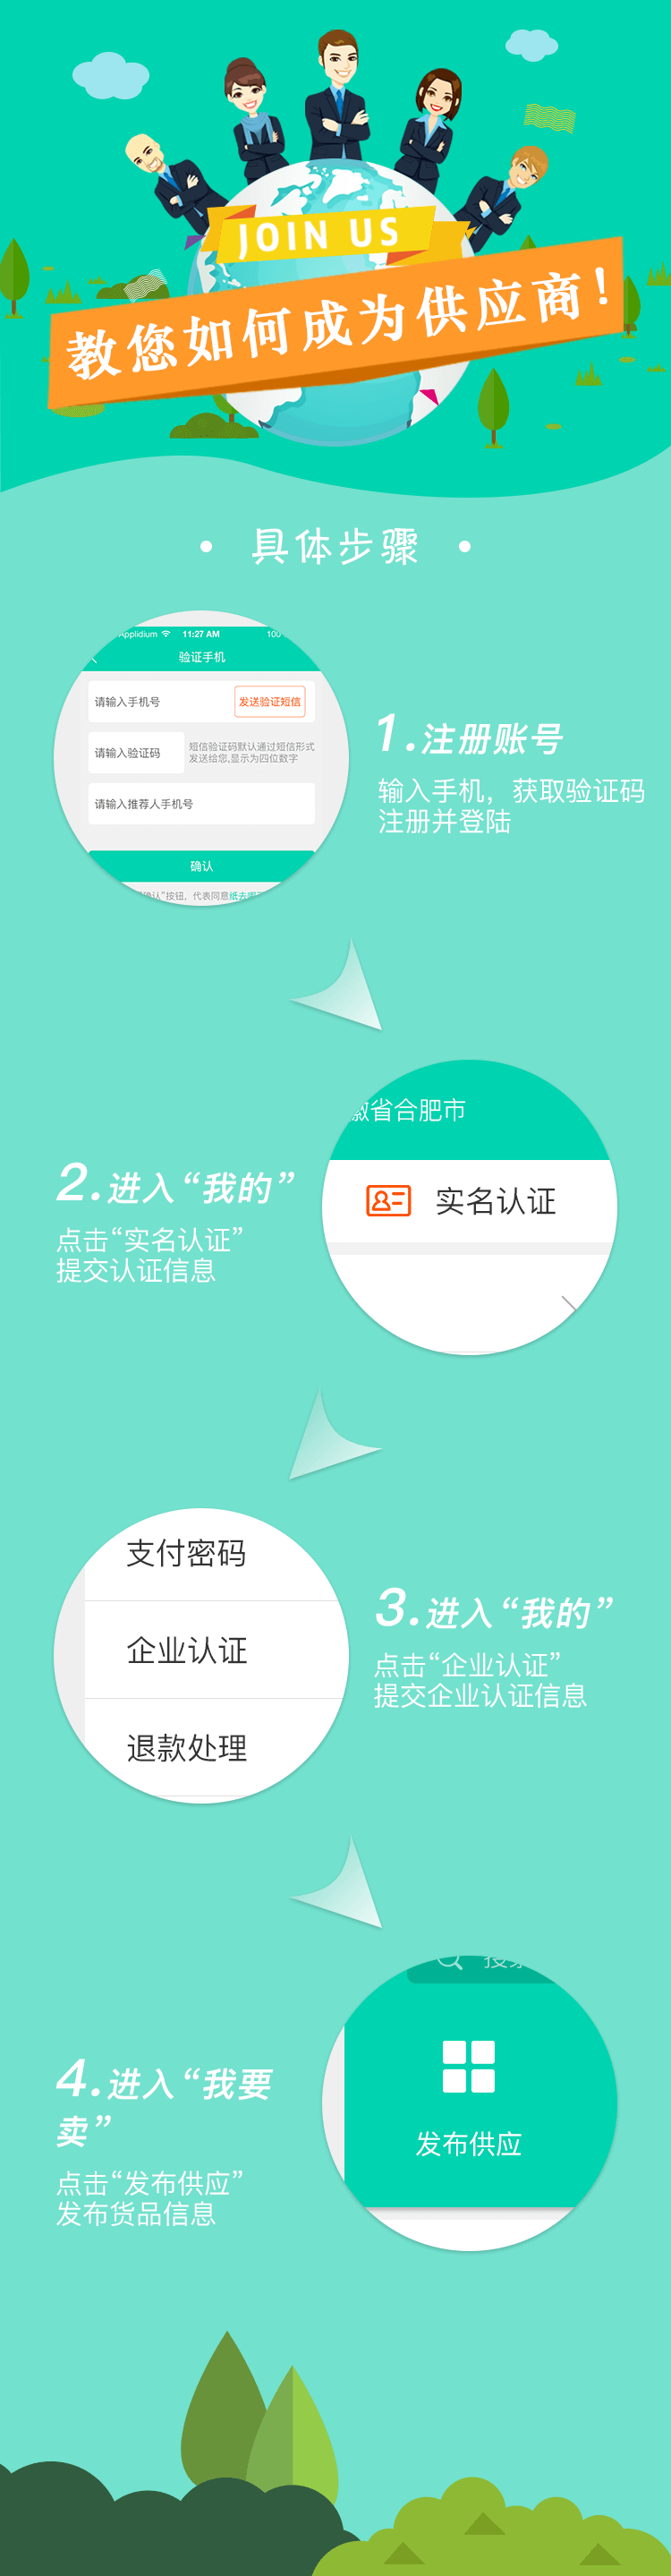 JOIN US
教您如何成为供应商！
具体步骤
Applidium 11:27 AM 100
验证手机
请输入手机号
发送验证短信
请输入验证码
短信验证码默认通过短信形式
发送给您,显示为四位数字
请输入推荐人手机号
确认
确认”按钮，代表同意纸去哪
1.注册账号
输入手机，获取验证码
注册并登陆
徽省合肥市
实名认证
2.进入“我的”
点击“实名认证”
提交认证信息
支付密码
企业认证
退款处理
3.进入“我的”
点击“企业认证”
提交企业认证信息
发布供应
4.进入“我要
卖”
点击“发布供应”
发布货品信息